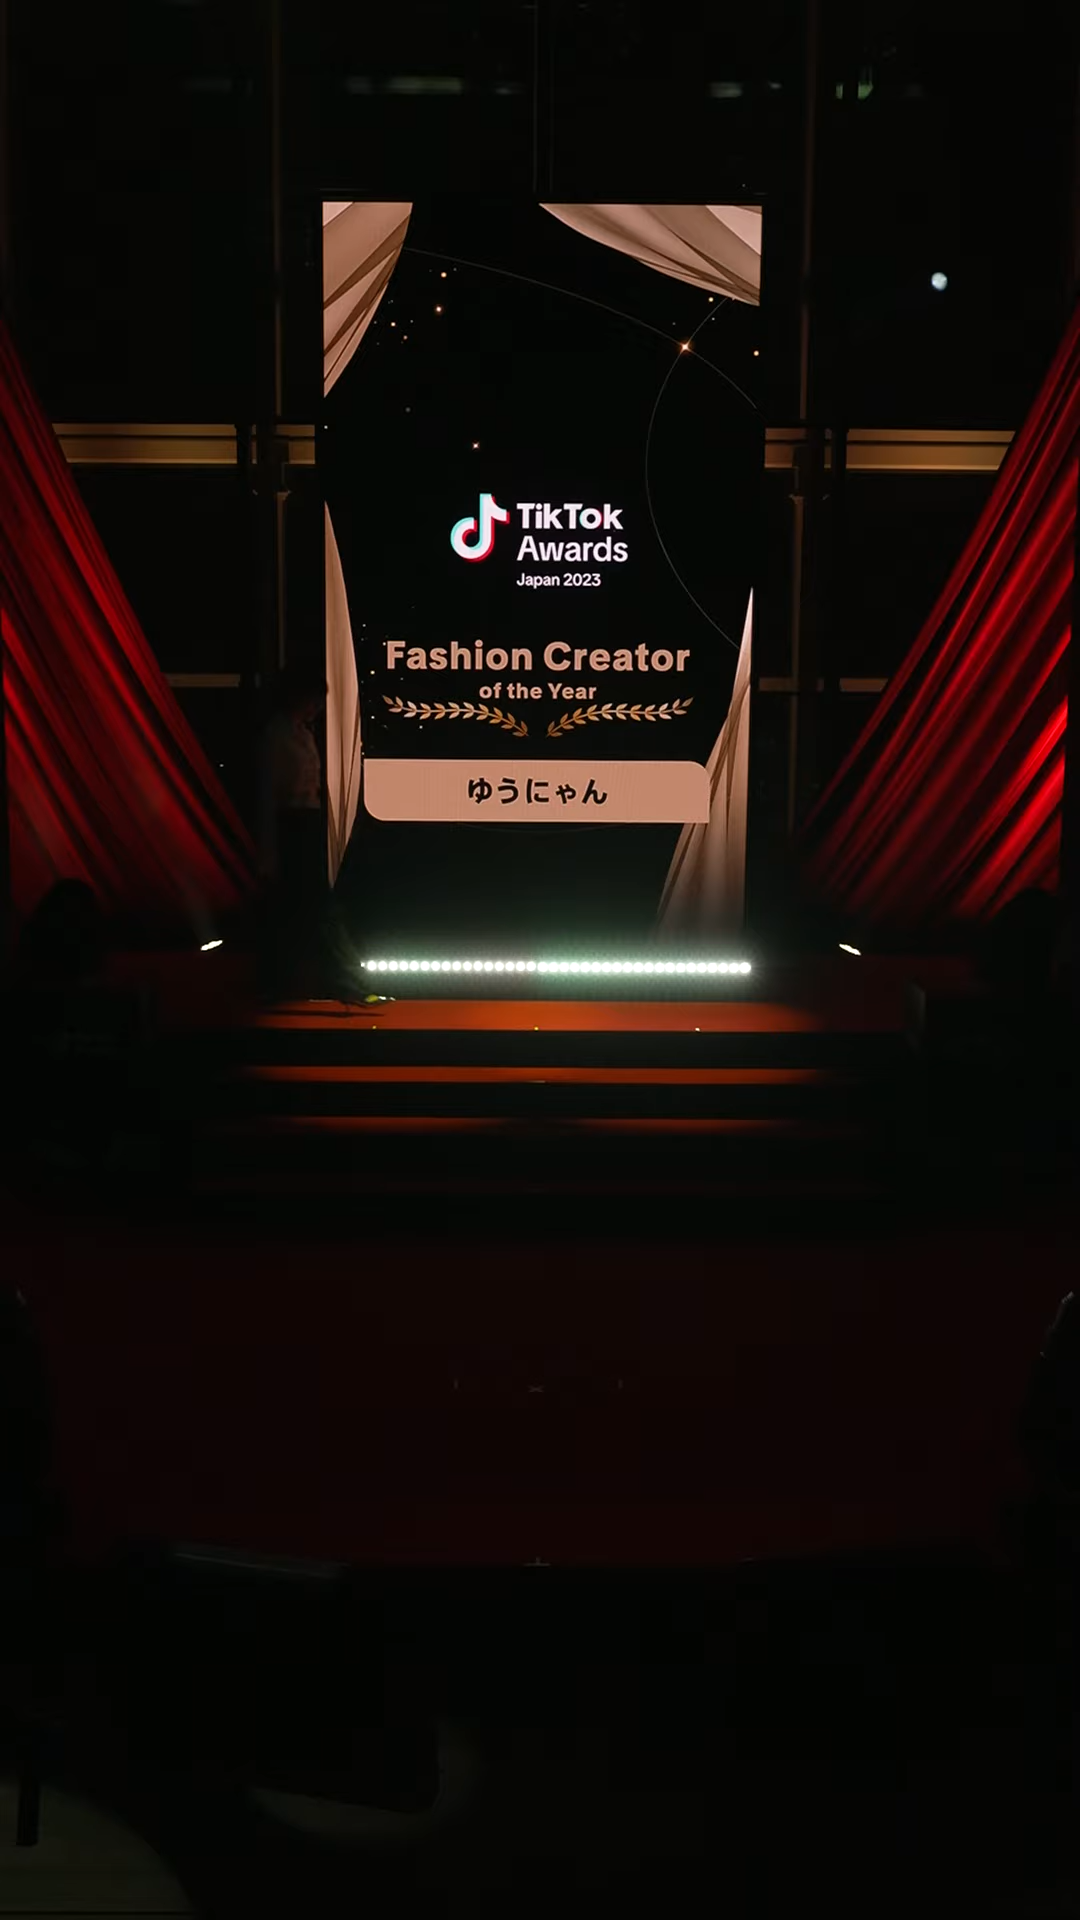 TikTok
Awards
Japan 2023
Fashion Creator
of the Year
ゆうにゃん